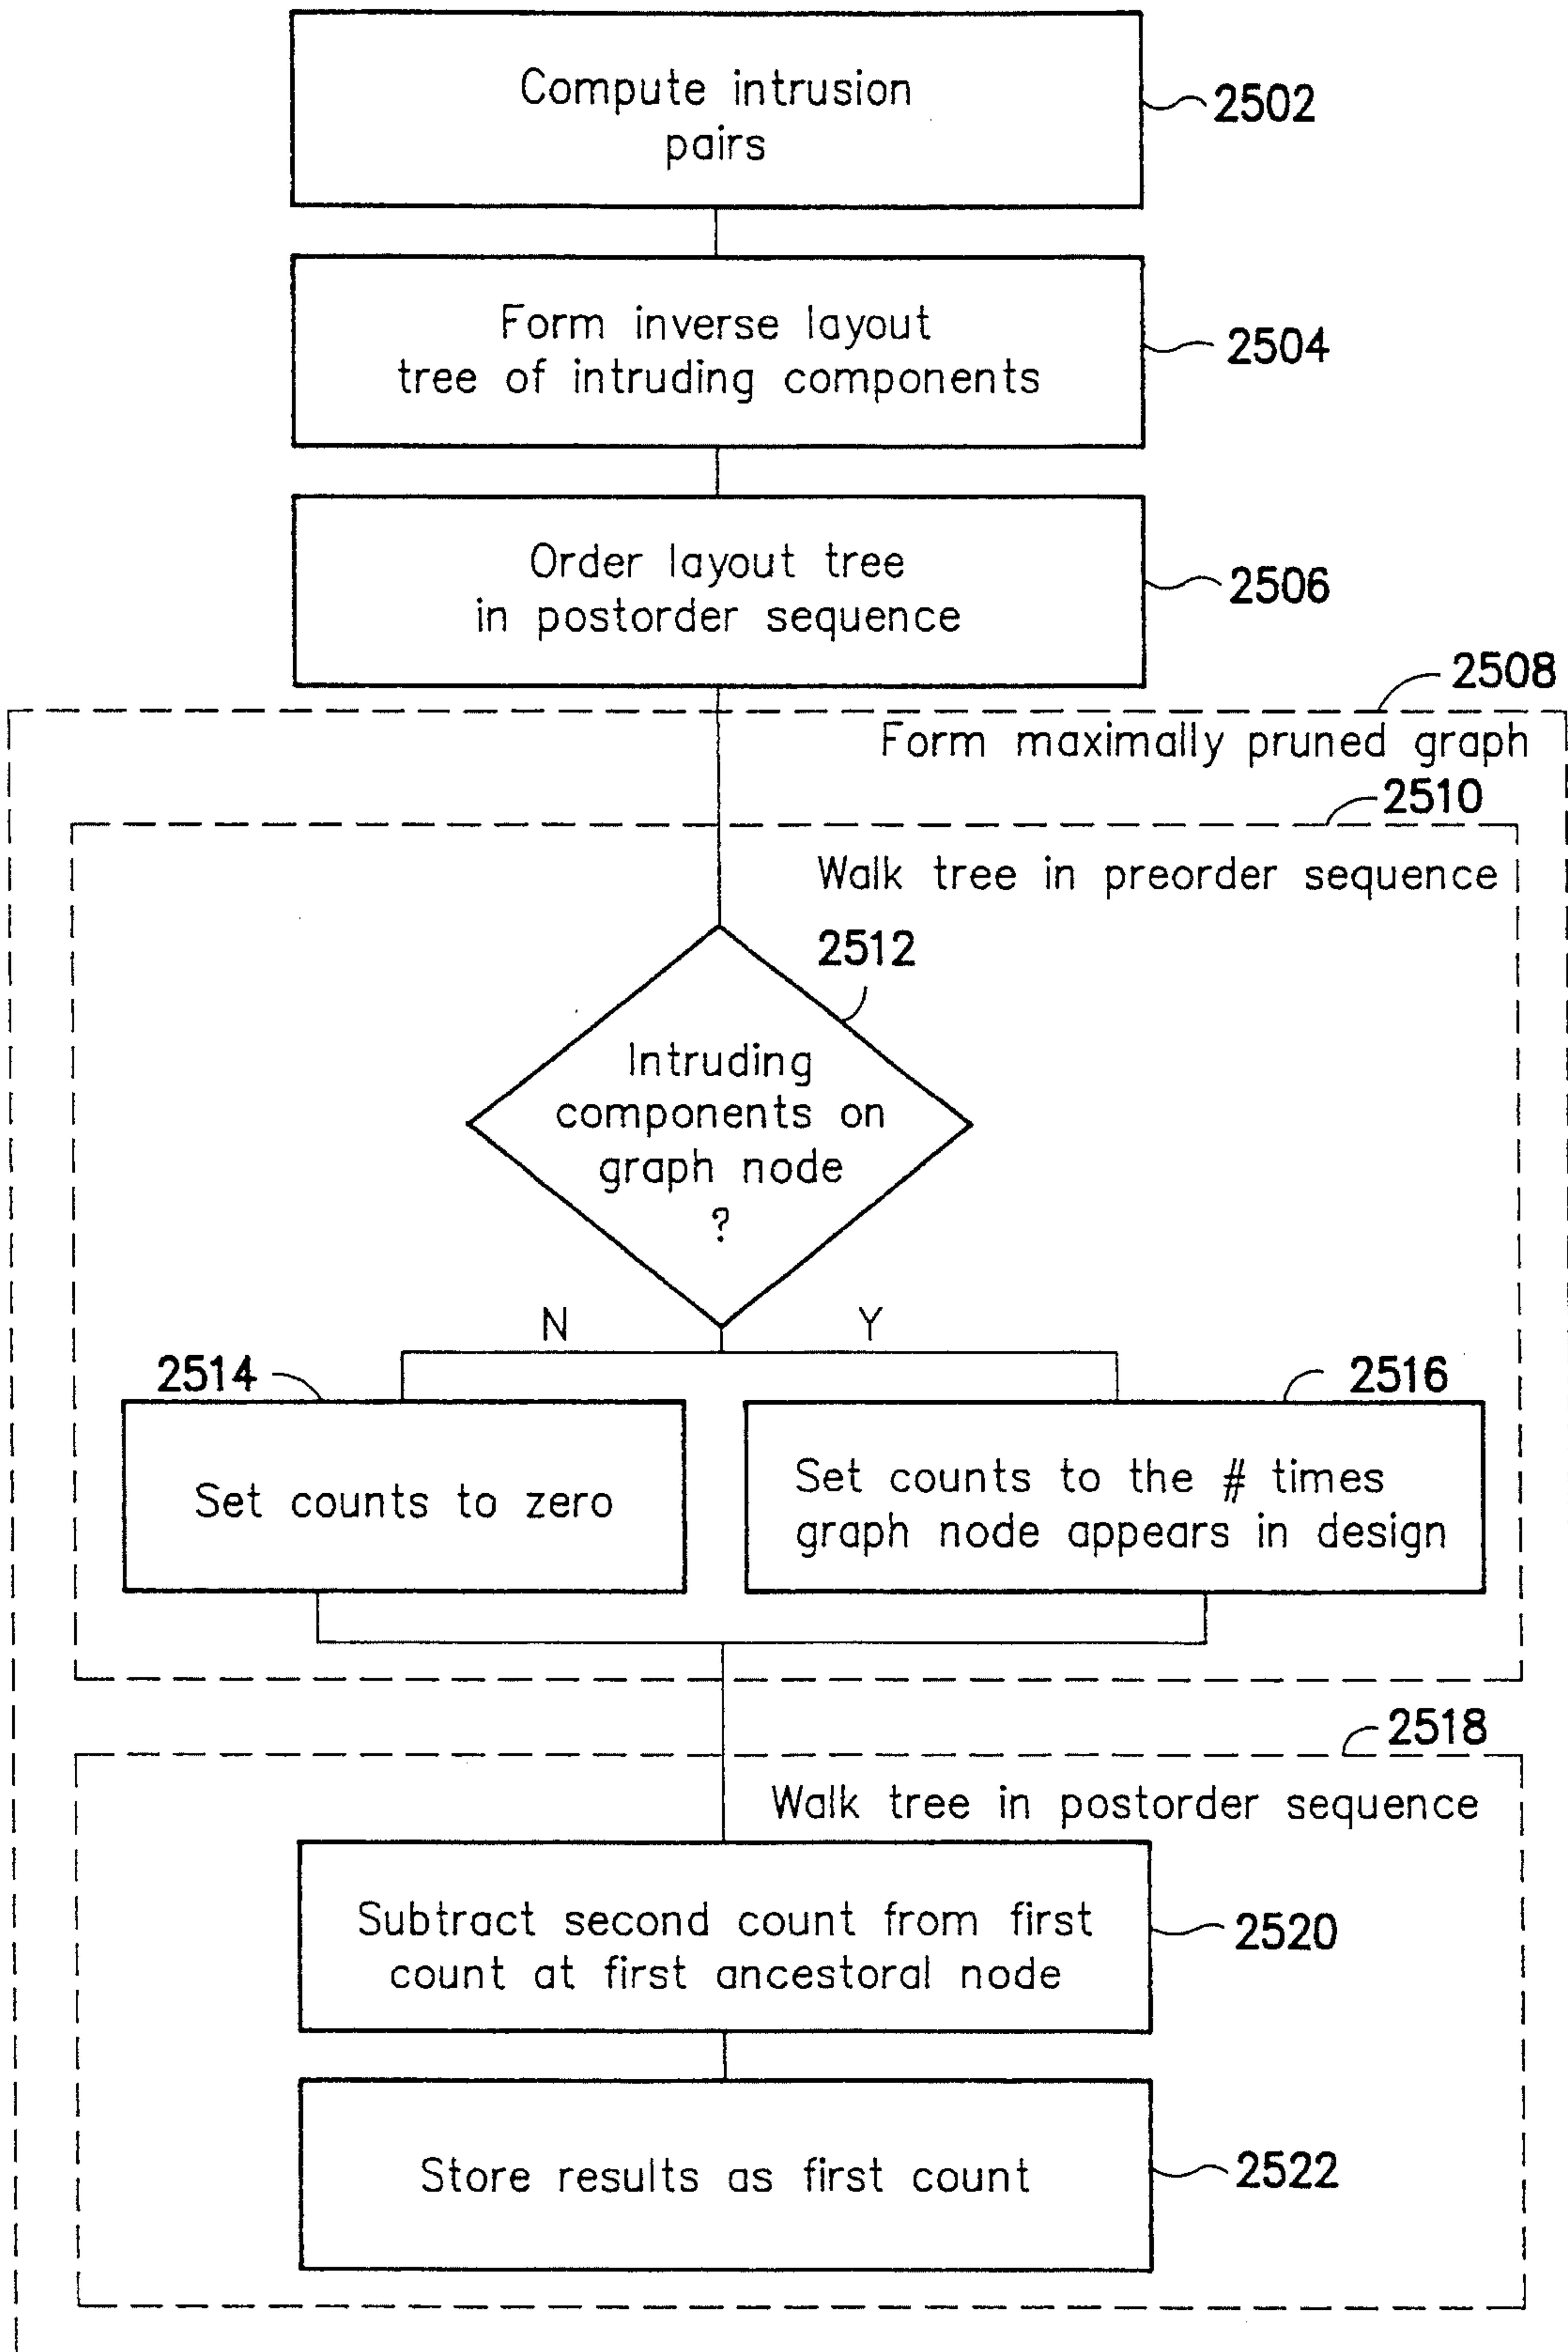 Compute intrusion
pairs
2502
Form inverse layout
tree of intruding components
2504
Order layout tree
in postorder sequence
2506
2508
Form maximally pruned graph
2510
Walk tree in preorder sequence
2512
Intruding
components on
graph node
?
N
Y
2514
Set counts to zero
2516
Set counts to the # times
graph node appears in design
2518
Walk tree in postorder sequence
Subtract second count from first
count at first ancestoral node
2520
Store results as first count
2522